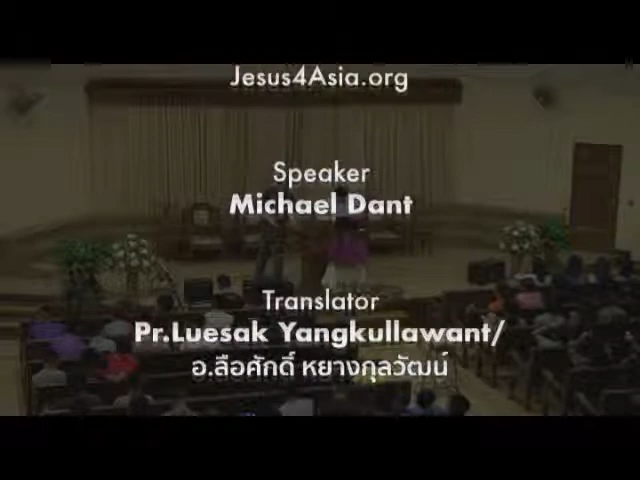 Jesus4Asia.org
Speaker
Michael Dant
Translator
Pr.Luesak Yangkullawant/
อ.ลือศักดิ์ หยางกุลวัฒน์